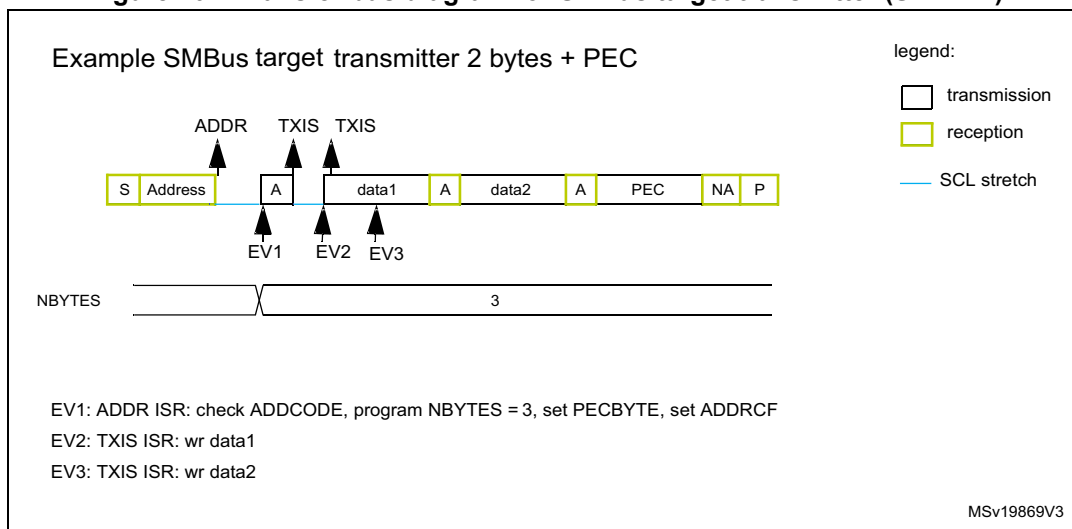 Example SMBus target transmitter 2 bytes + PEC
legend:
transmission
reception
SCL stretch
ADDR TXIS TXIS
S Address A data1 A data2 A PEC NA P
EV1 EV2 EV3
NBYTES 3
EV1: ADDR ISR: check ADDCODE, program NBYTES = 3, set PECBYTE, set ADDRCF
EV2: TXIS ISR: wr data1
EV3: TXIS ISR: wr data2
MSv19869V3